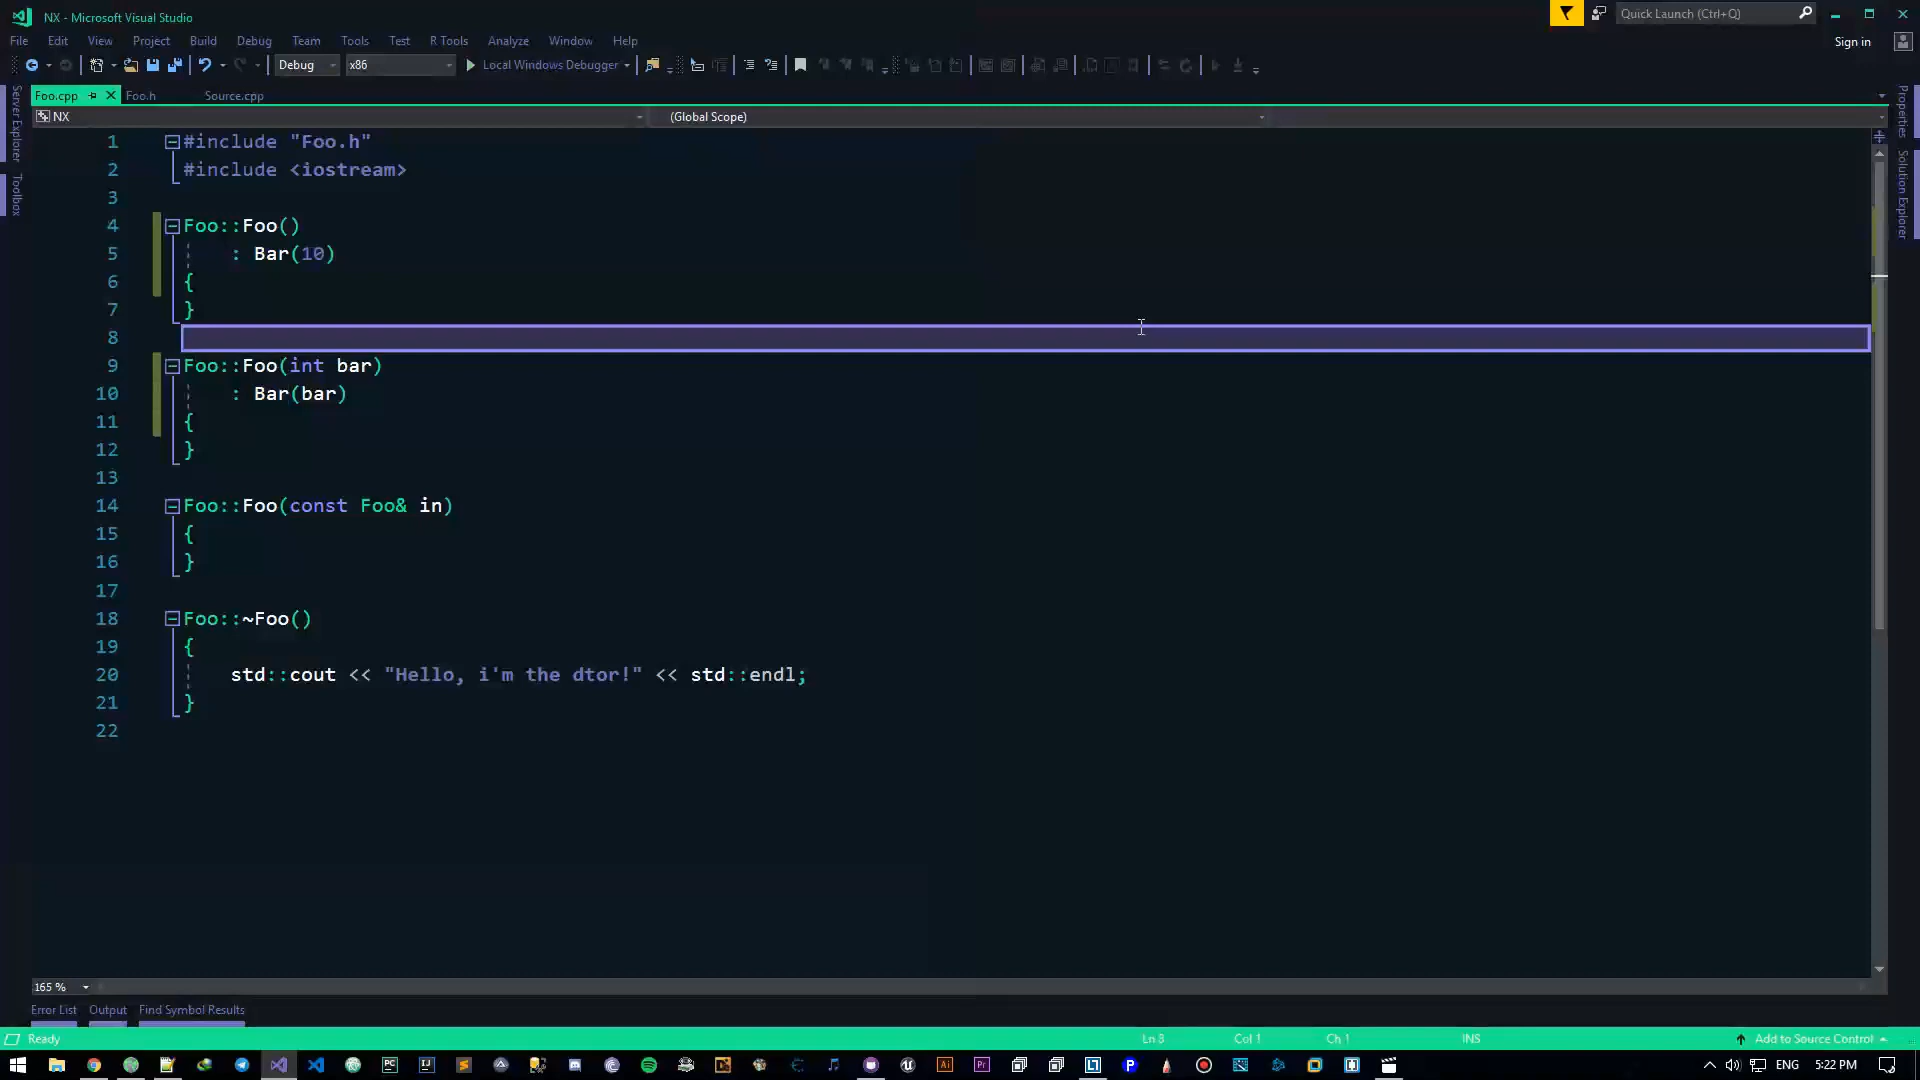 NX - Microsoft Visual Studio
Quick Launch (Ctrl+Q)
File Edit View Project Build Debug Team Tools Test R Tools Analyze Window Help
Sign in
Debug x86 Local Windows Debugger
Foo.cpp Foo.h Source.cpp
NX (Global Scope)
Server Explorer
Toolbox
Properties
Solution Explorer
1 #include "Foo.h"
2 #include <iostream>
3
4 Foo::Foo()
5 : Bar(10)
6 {
7 }
8
9 Foo::Foo(int bar)
10 : Bar(bar)
11 {
12 }
13
14 Foo::Foo(const Foo& in)
15 {
16 }
17
18 Foo::~Foo()
19 {
20 std::cout << "Hello, i'm the dtor!" << std::endl;
21 }
22
165 %
Error List Output Find Symbol Results
Ready Ln 8 Col 1 Ch 1 INS Add to Source Control
ENG 5:22 PM